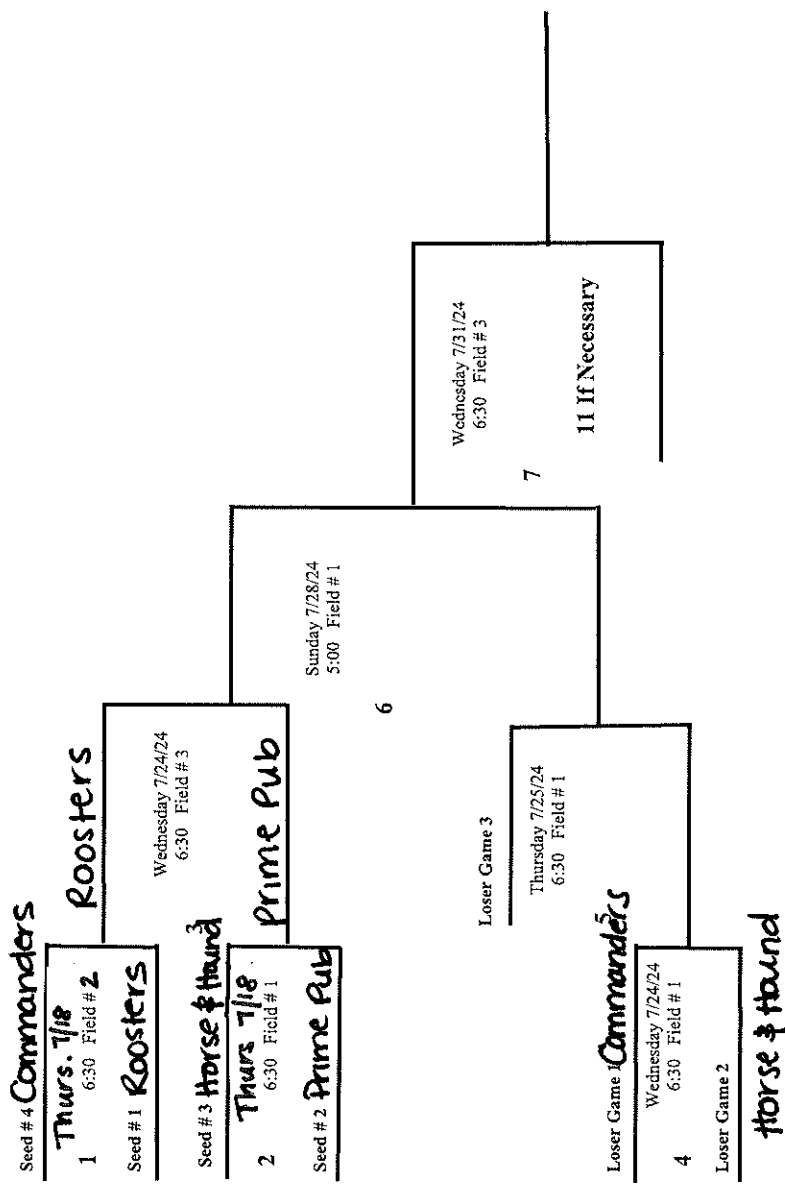 Seed # 4 Commanders
Thurs. 7/18
1 6:30 Field # 2
Seed # 1 Roosters
Roosters
Seed # 3 Horse & Hound
Thurs 7/18
2 6:30 Field # 1
Seed # 2 Prime Pub
Prime Pub
Wednesday 7/24/24
6:30 Field # 3
3
Sunday 7/28/24
5:00 Field # 1
6
Wednesday 7/31/24
6:30 Field # 3
7
11 If Necessary
Loser Game 3
Thursday 7/25/24
6:30 Field # 1
5
Loser Game 1 Commanders
Wednesday 7/24/24
6:30 Field # 1
4
Loser Game 2
Horse & Hound